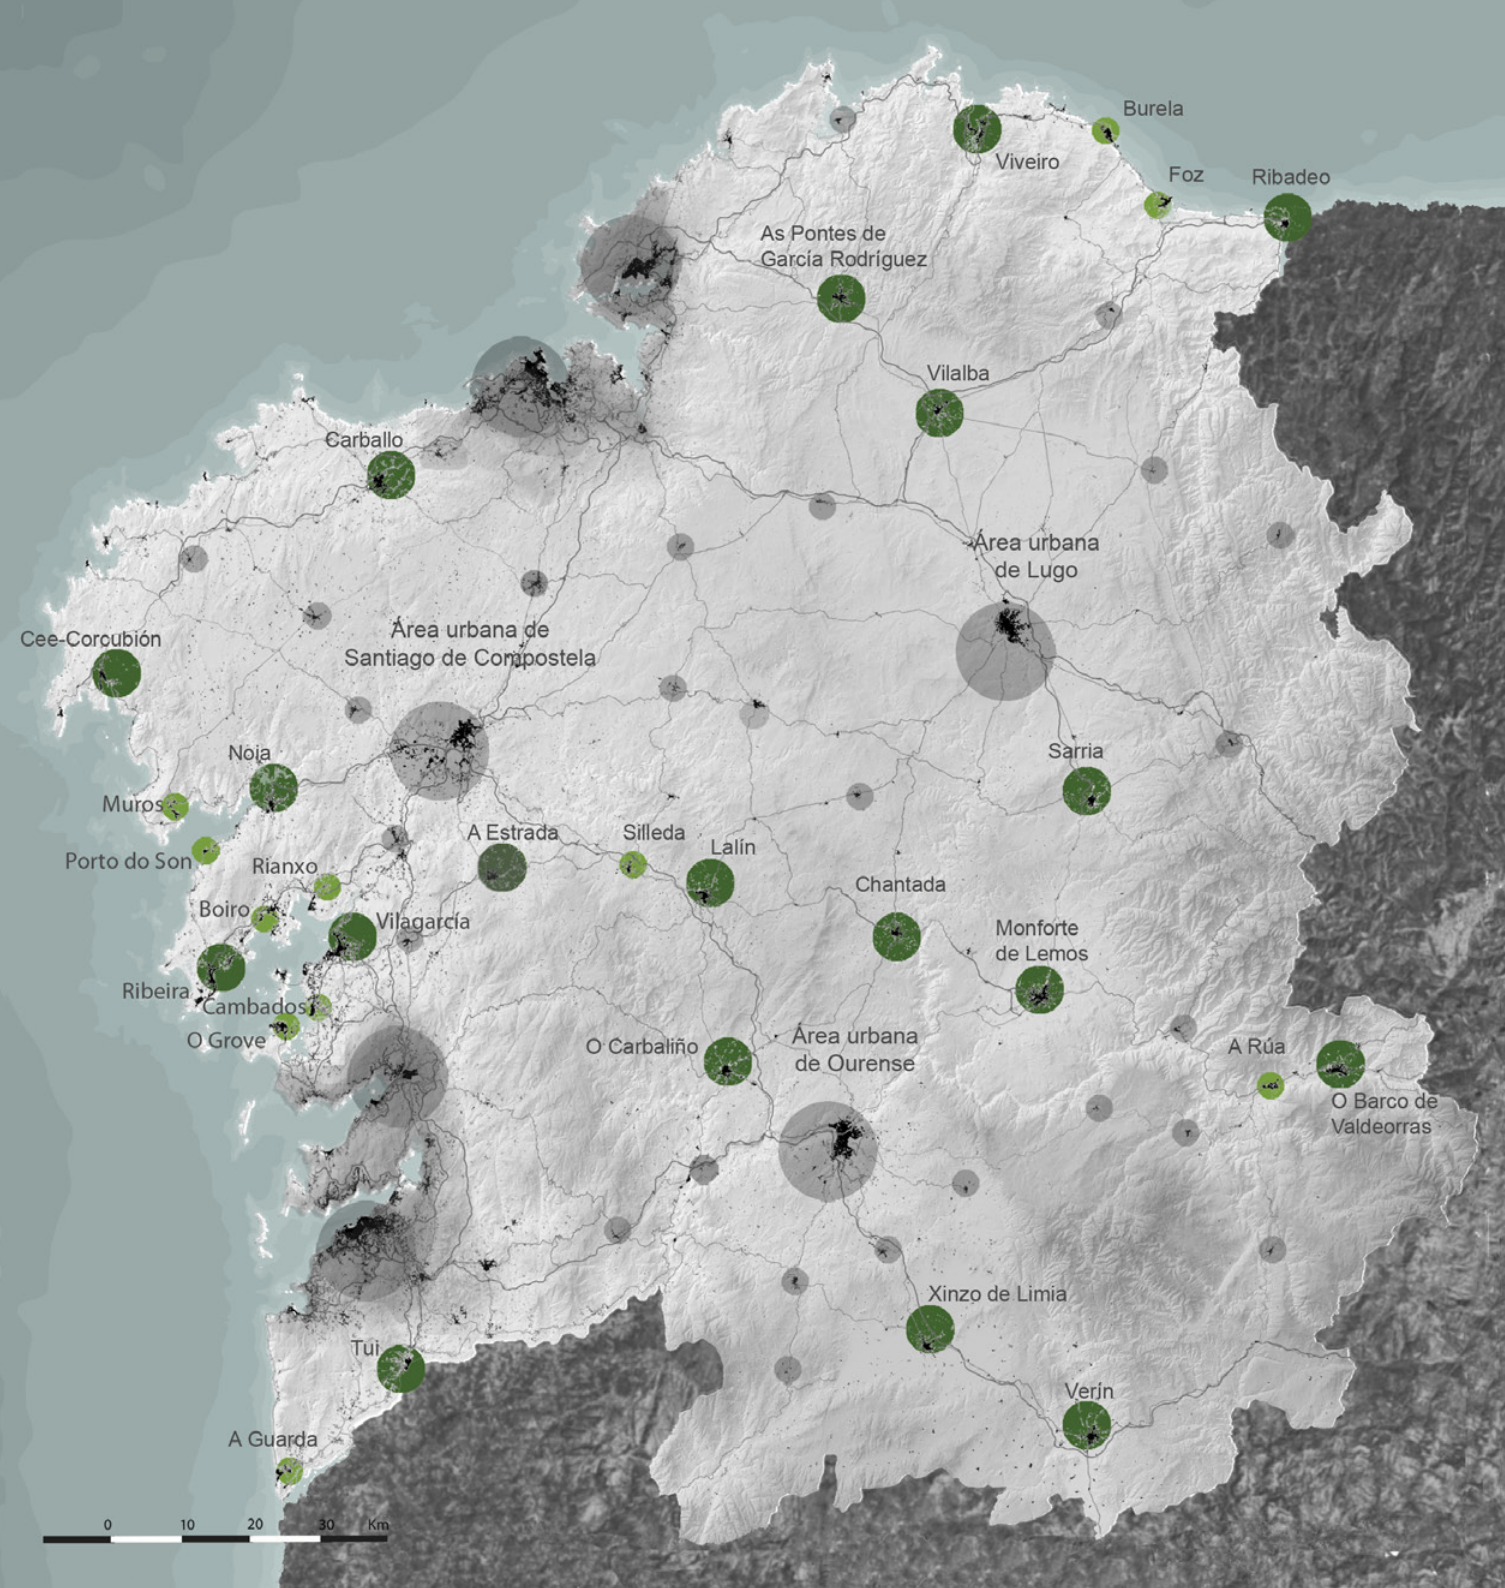 Burela
Viveiro
Foz
Ribadeo
As Pontes de
García Rodríguez
Vilalba
Carballo
Área urbana
de Lugo
Área urbana de
Santiago de Compostela
Cee-Corcubión
Noia
Sarria
Muros
A Estrada
Silleda
Lalín
Porto do Son
Rianxo
Chantada
Boiro
Vilagarcía
Monforte
de Lemos
Ribeira
Cambados
O Grove
O Carbaliño
Área urbana
de Ourense
A Rúa
O Barco de
Valdeorras
Xinzo de Limia
Tui
Verín
A Guarda
0 10 20 30 Km